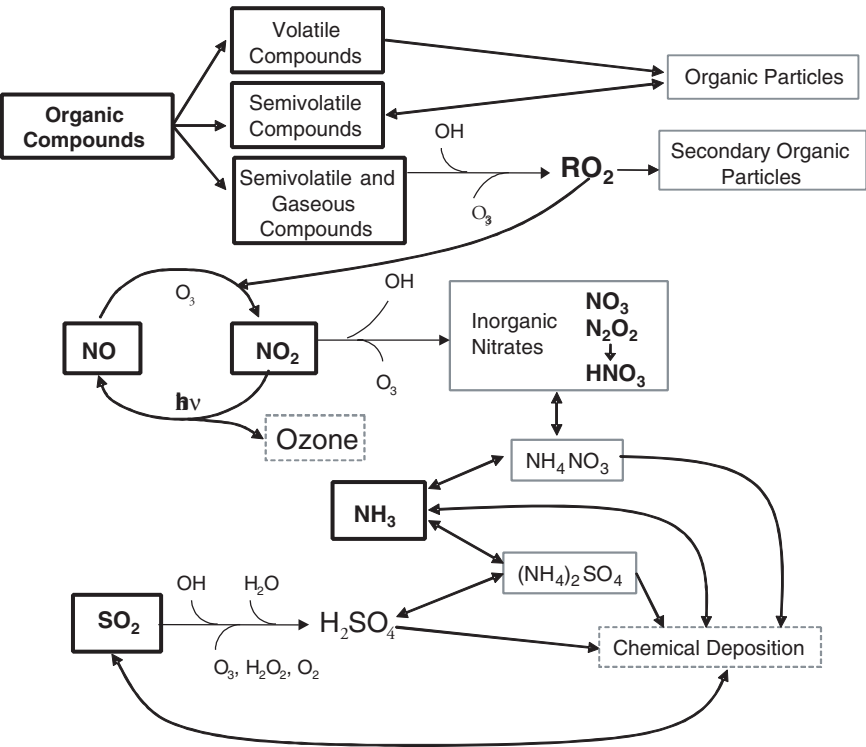 Volatile
Compounds
Organic Particles
Organic
Compounds
Semivolatile
Compounds
OH
Semivolatile and
Gaseous
Compounds
RO₂
Secondary Organic
Particles
O₃
O₃
OH
NO
NO₂
Inorganic
Nitrates
NO₃
N₂O₂
HNO₃
O₃
hν
Ozone
NH₄NO₃
NH₃
(NH₄)₂SO₄
OH
H₂O
SO₂
H₂SO₄
O₃, H₂O₂, O₂
Chemical Deposition